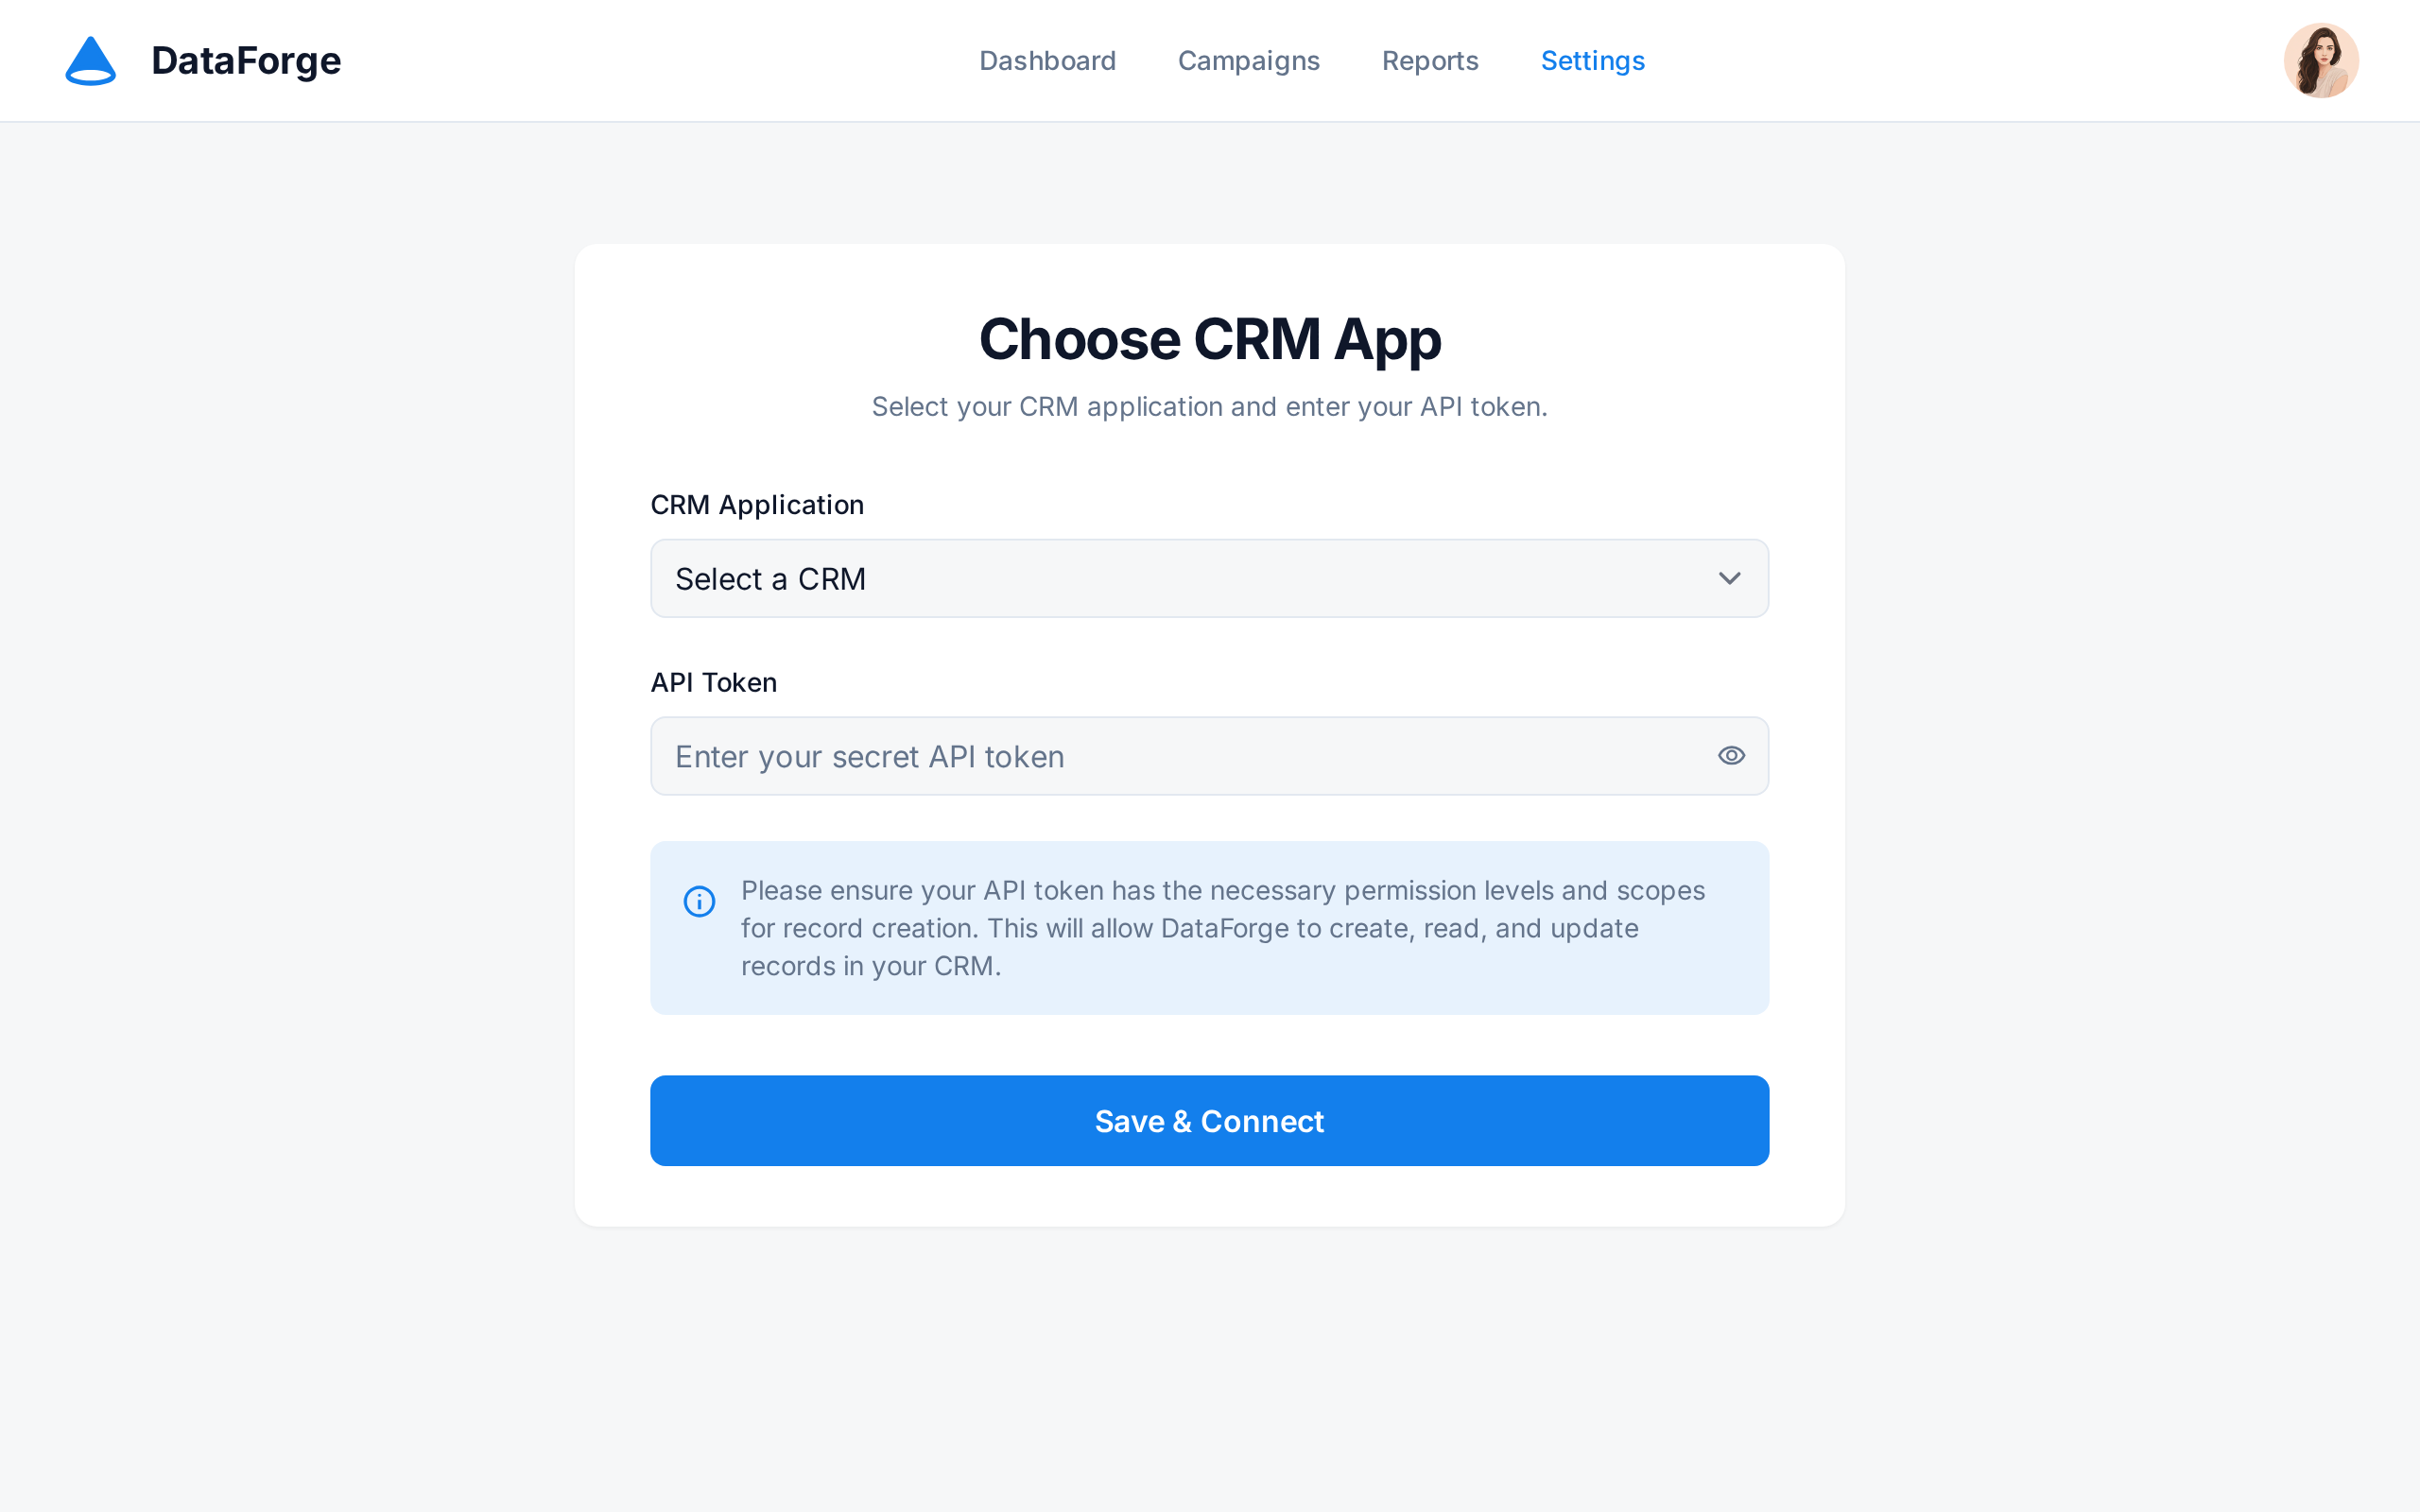 DataForge
Dashboard
Campaigns
Reports
Settings
Choose CRM App
Select your CRM application and enter your API token.
CRM Application
Select a CRM
API Token
Enter your secret API token
Please ensure your API token has the necessary permission levels and scopes
for record creation. This will allow DataForge to create, read, and update
records in your CRM.
Save & Connect